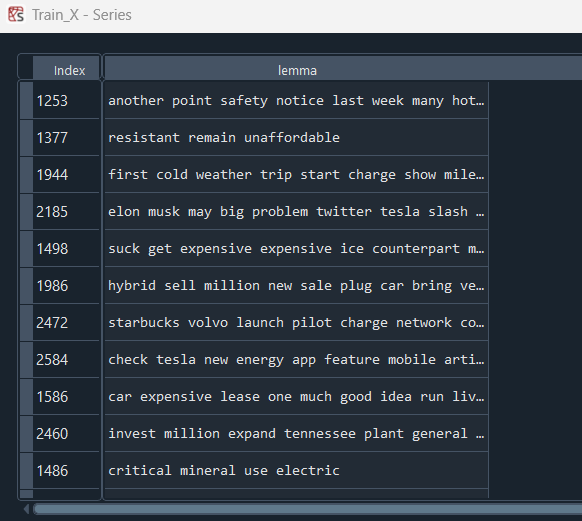 Train_X - Series
Index lemma
1253 another point safety notice last week many hot…
1377 resistant remain unaffordable
1944 first cold weather trip start charge show mile…
2185 elon musk may big problem twitter tesla slash …
1498 suck get expensive expensive ice counterpart m…
1986 hybrid sell million new sale plug car bring ve…
2472 starbucks volvo launch pilot charge network co…
2584 check tesla new energy app feature mobile arti…
1586 car expensive lease one much good idea run liv…
2460 invest million expand tennessee plant general …
1486 critical mineral use electric